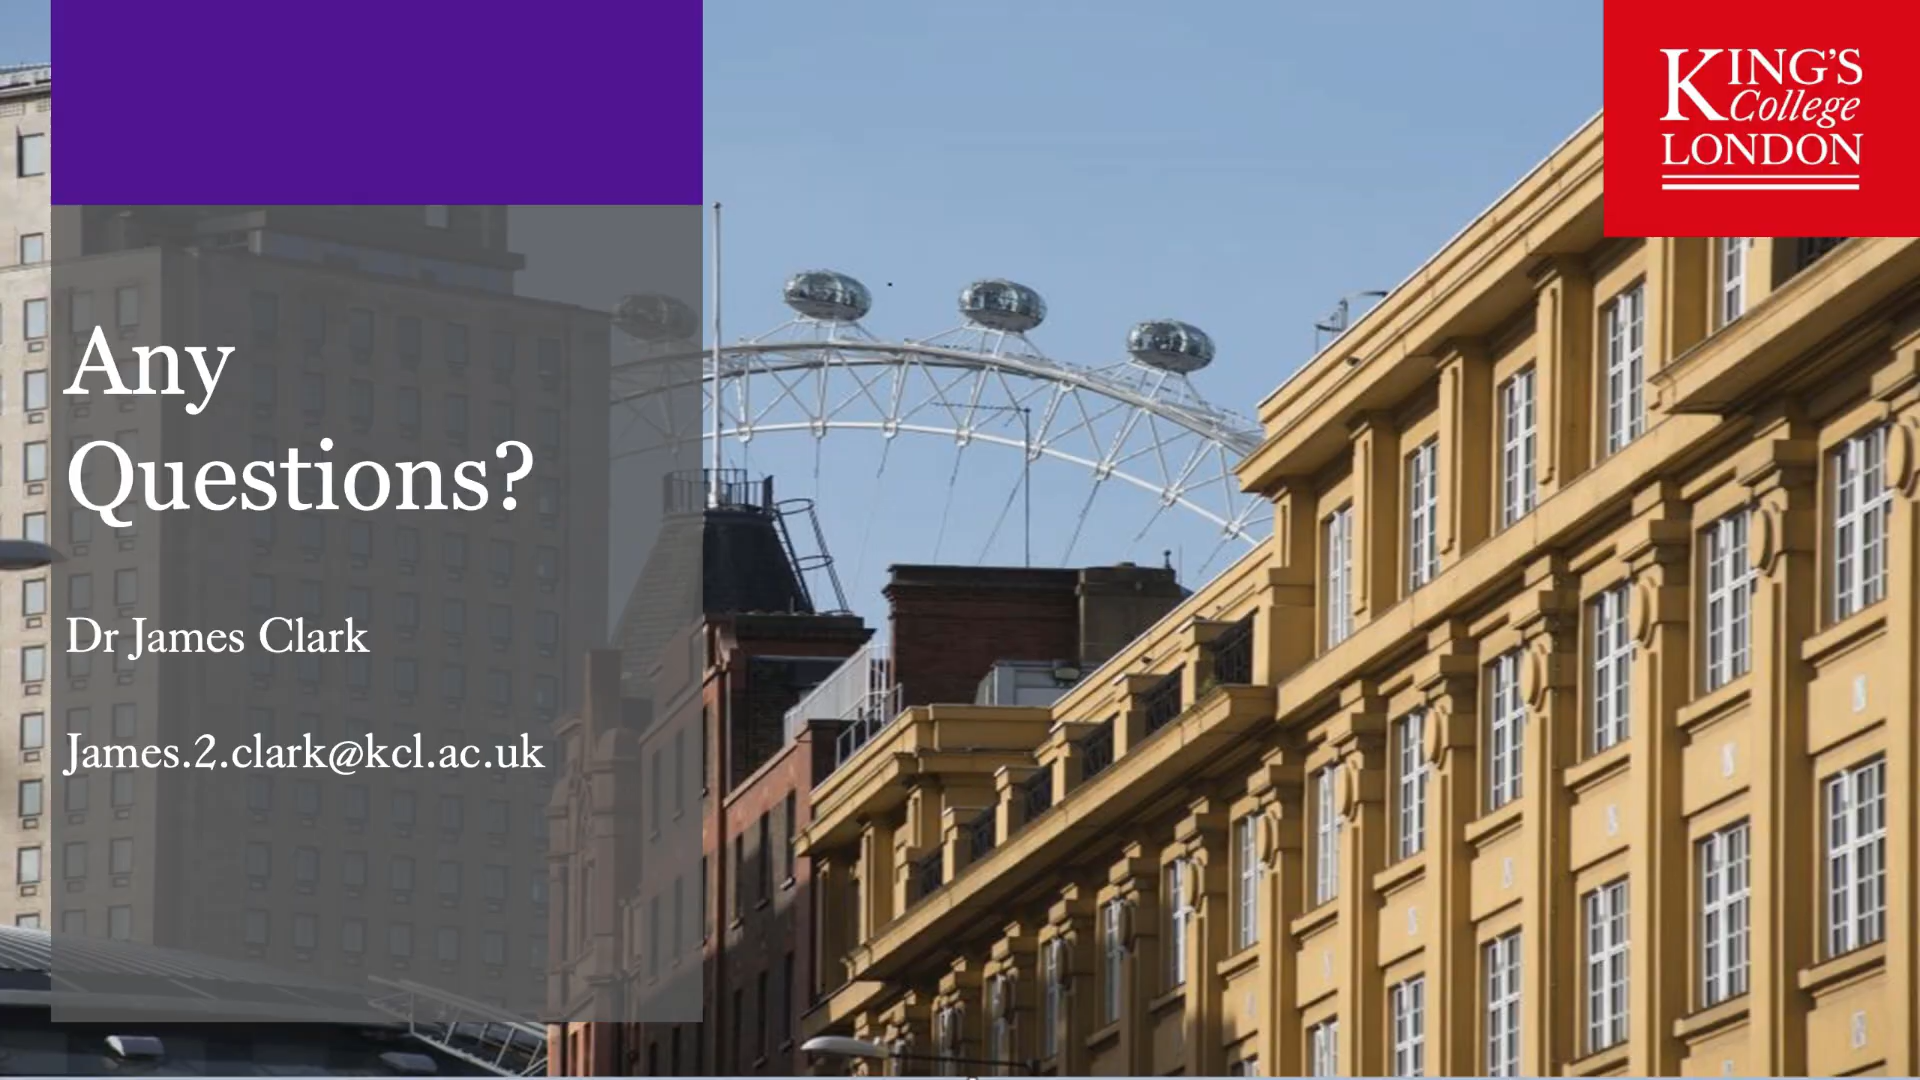 KING'S
College
LONDON
Any
Questions?
Dr James Clark
James.2.clark@kcl.ac.uk